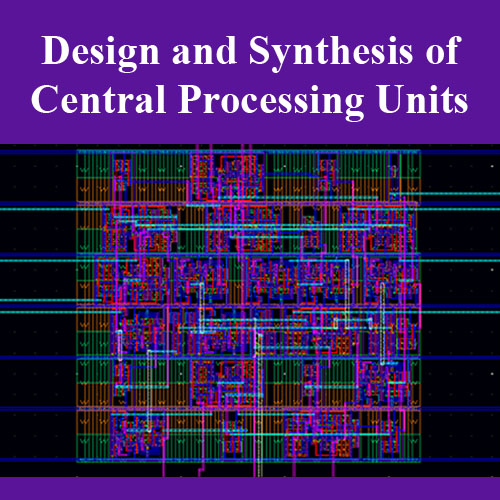 Design and Synthesis of
Central Processing Units